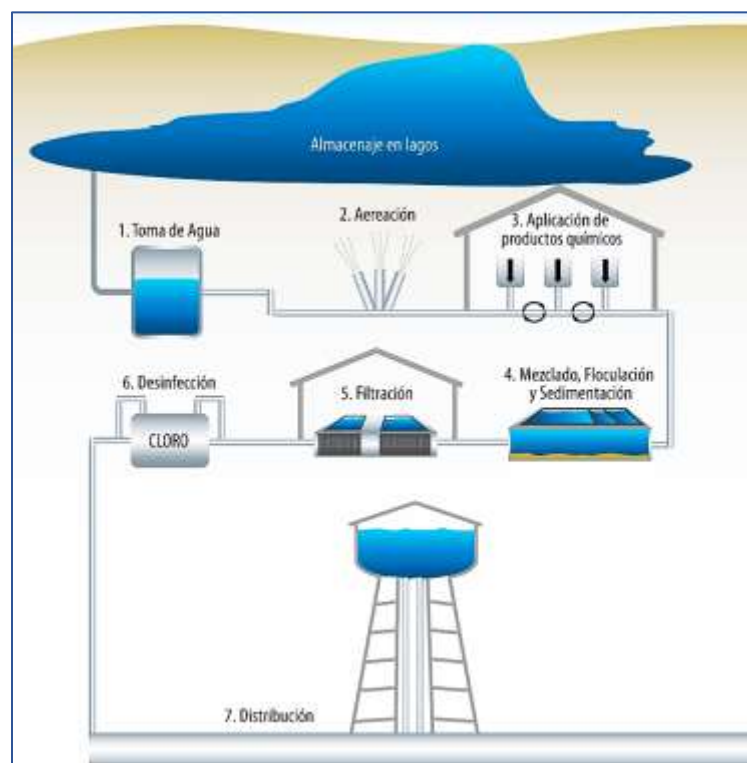 Almacenaje en lagos
1. Toma de Agua
2. Aereación
3. Aplicación de
productos químicos
6. Desinfección
CLORO
5. Filtración
4. Mezclado, Floculación
y Sedimentación
7. Distribución